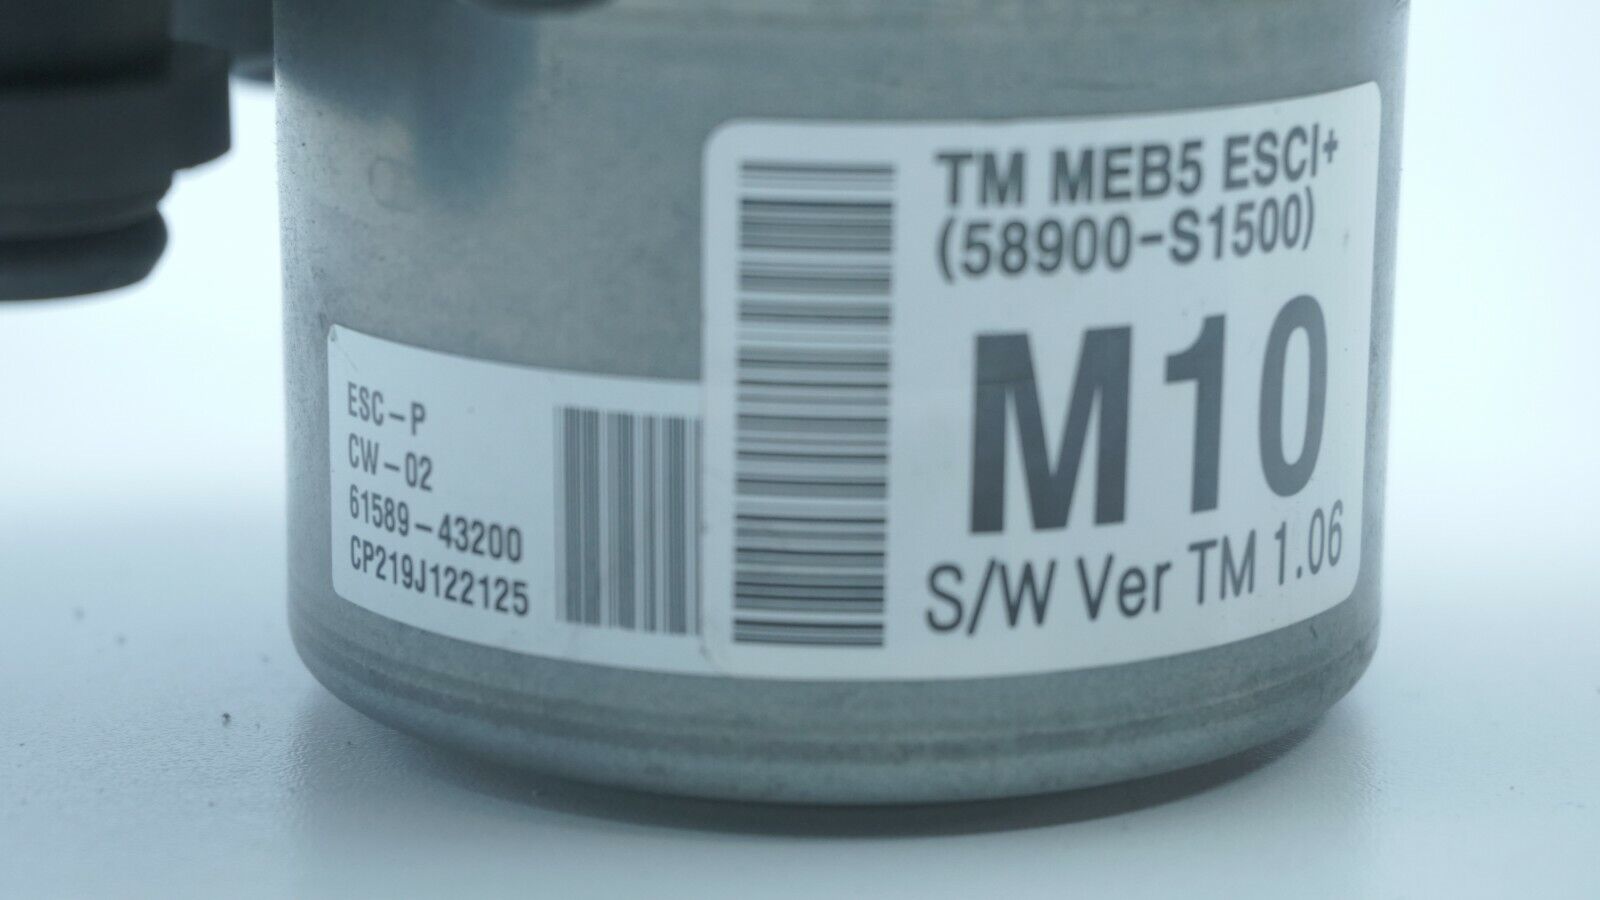 ESC-P
CW-02
61589-43200
CP219J122125
TM MEB5 ESCI+
(58900-S1500)
M10
S/W Ver TM 1.06